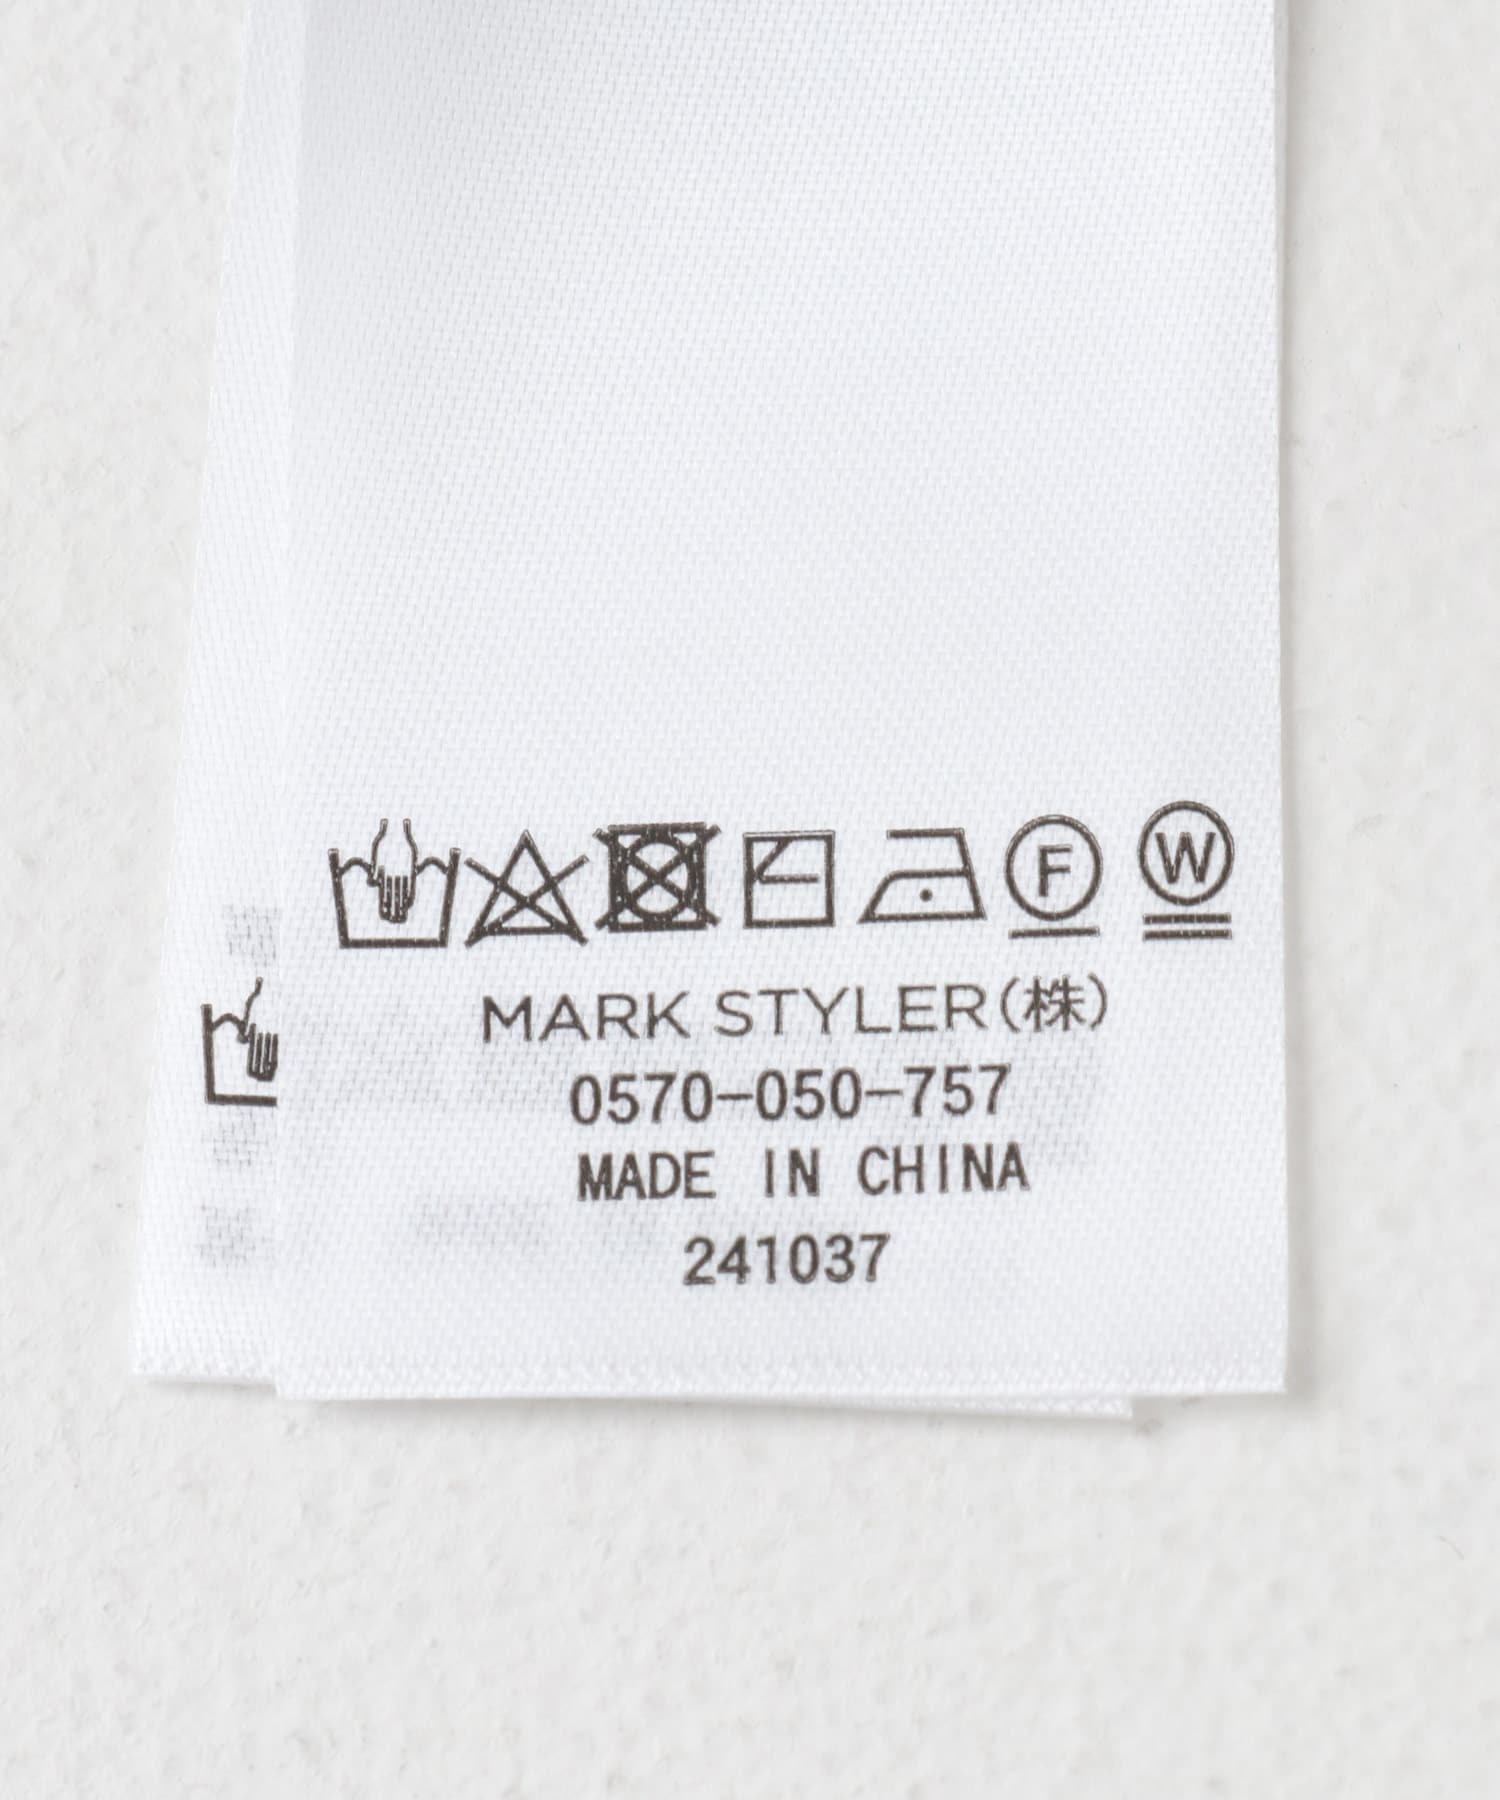 F W
MARK STYLER(株)
0570-050-757
MADE IN CHINA
241037